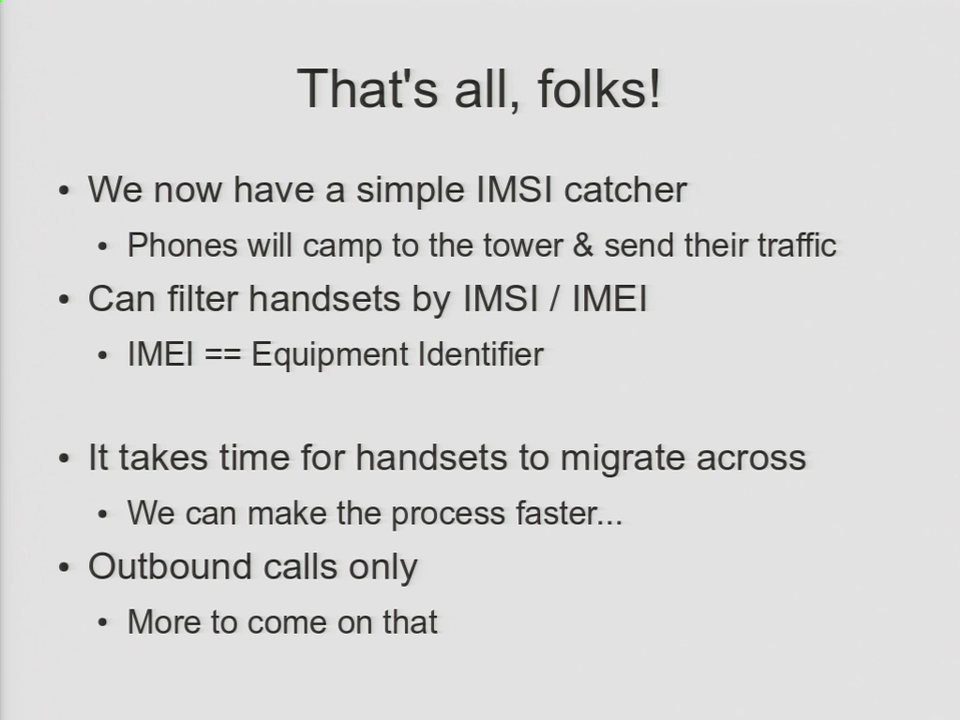 That's all, folks!
• We now have a simple IMSI catcher
• Phones will camp to the tower & send their traffic
• Can filter handsets by IMSI / IMEI
• IMEI == Equipment Identifier
• It takes time for handsets to migrate across
• We can make the process faster...
• Outbound calls only
• More to come on that